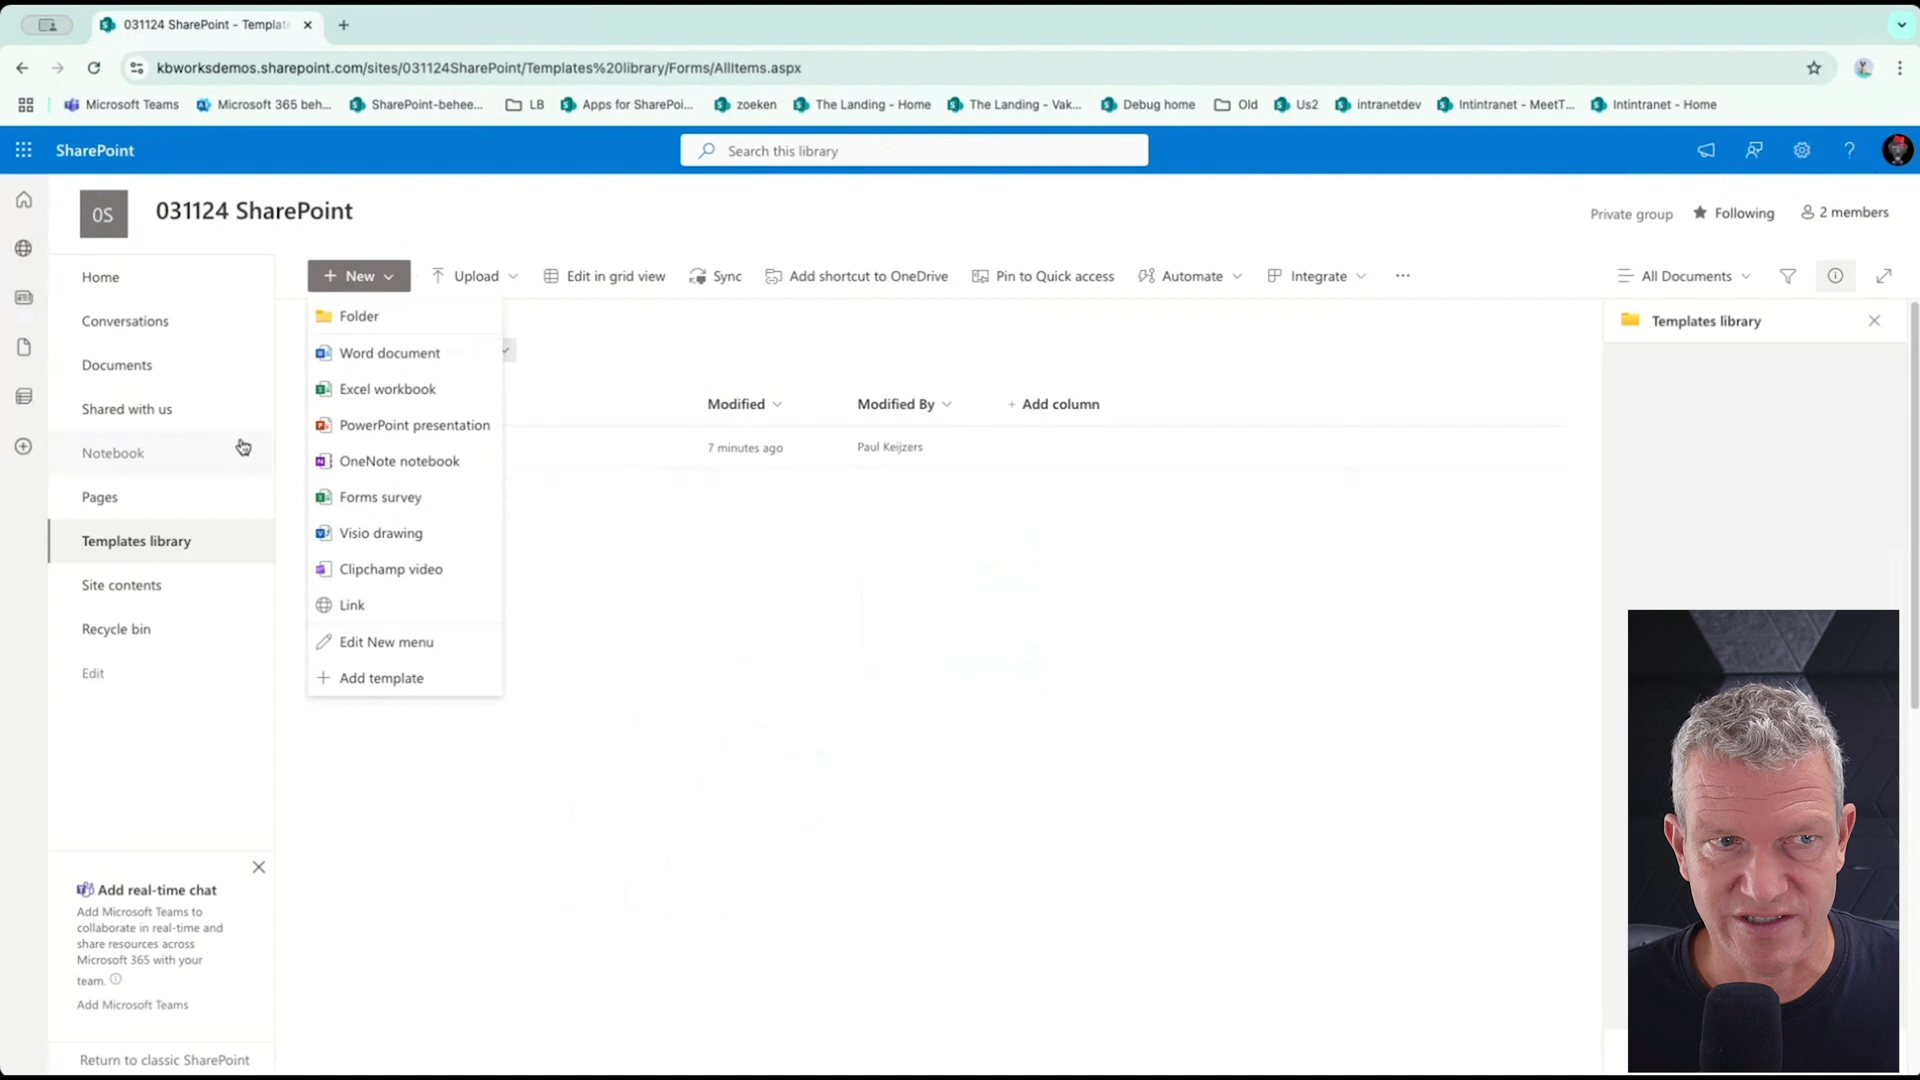 031124 SharePoint - Templat
kbworksdemos.sharepoint.com/sites/031124SharePoint/Templates%20library/Forms/AllItems.aspx
Microsoft Teams
Microsoft 365 beh...
SharePoint-behee...
LB
Apps for SharePoi...
zoeken
The Landing - Home
The Landing - Vak...
Debug home
Old
Us2
intranetdev
Intintranet - MeetT...
Intintranet - Home
SharePoint
Search this library
0S
031124 SharePoint
Private group
Following
2 members
Home
Conversations
Documents
Shared with us
Notebook
Pages
Templates library
Site contents
Recycle bin
Edit
New
Upload
Edit in grid view
Sync
Add shortcut to OneDrive
Pin to Quick access
Automate
Integrate
...
All Documents
Folder
Word document
Excel workbook
PowerPoint presentation
OneNote notebook
Forms survey
Visio drawing
Clipchamp video
Link
Edit New menu
Add template
Modified
Modified By
+ Add column
7 minutes ago
Paul Keijzers
Templates library
Add real-time chat
Add Microsoft Teams to
collaborate in real-time and
share resources across
Microsoft 365 with your
team.
Add Microsoft Teams
Return to classic SharePoint